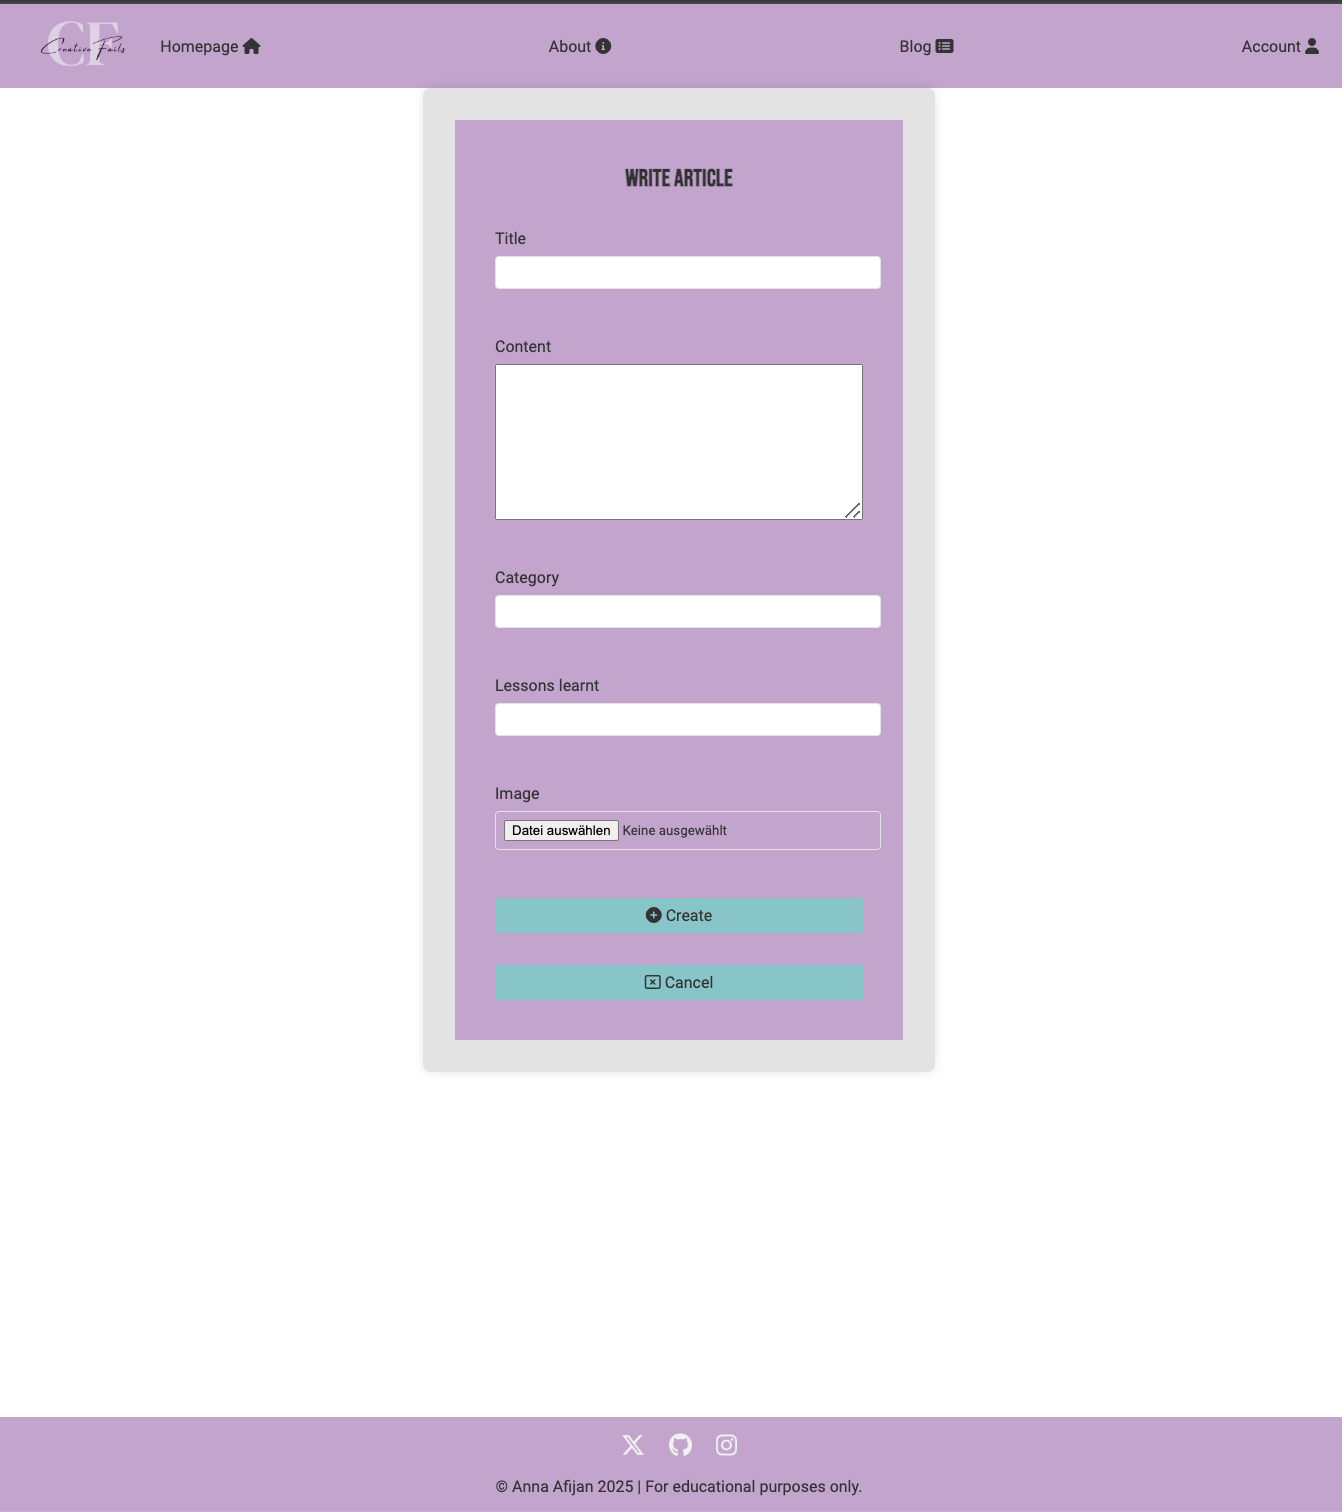 CF
Creative Fails
Homepage
About
Blog
Account
WRITE ARTICLE
Title
Content
Category
Lessons learnt
Image
Datei auswählen Keine ausgewählt
Create
Cancel
© Anna Afijan 2025 | For educational purposes only.